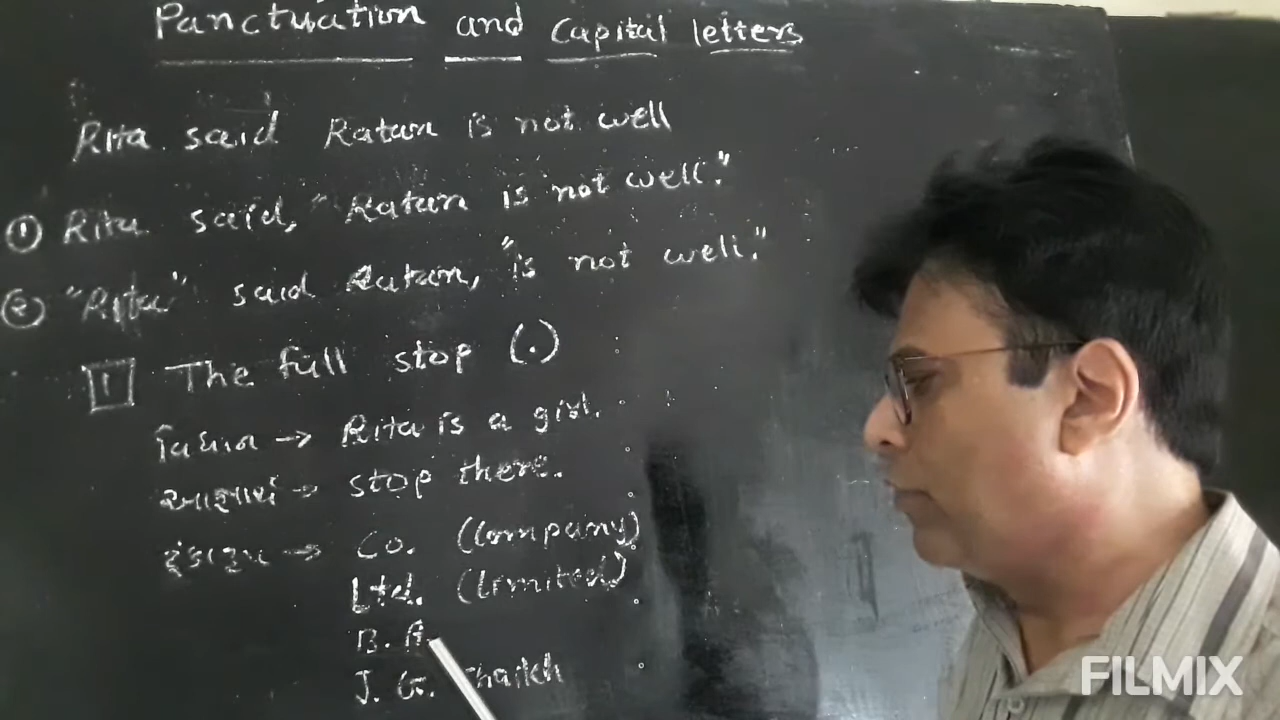 Panctuation and capital letters
Rita said Ratan is not well
① Rita said, "Ratan is not well."
② "Rita" said Ratan, "is not well."
1 The full stop (.)
વિધાન → Rita is a girl.
આજ્ઞાર્થ → stop there.
ટુંકારૂપ → Co. (Company)
Ltd. (Limited)
B. A
J. G. Shaikh
FILMIX